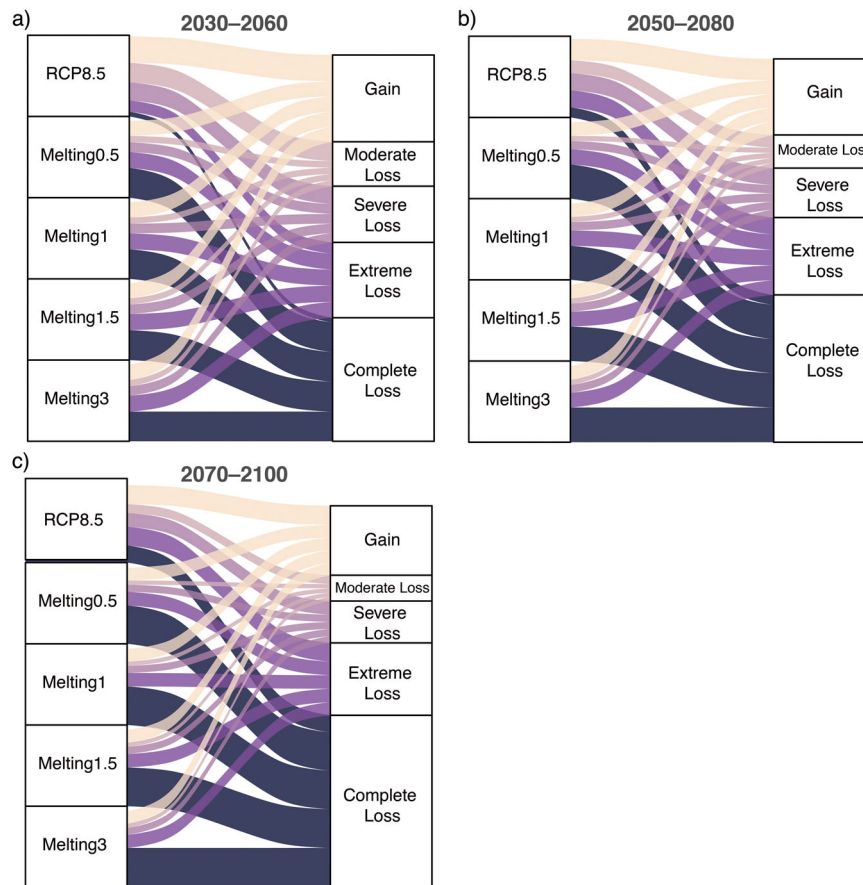 a)
2030–2060
RCP8.5
Melting0.5
Melting1
Melting1.5
Melting3
Gain
Moderate
Loss
Severe
Loss
Extreme
Loss
Complete
Loss
b)
2050–2080
RCP8.5
Melting0.5
Melting1
Melting1.5
Melting3
Gain
Moderate Loss
Severe
Loss
Extreme
Loss
Complete
Loss
c)
2070–2100
RCP8.5
Melting0.5
Melting1
Melting1.5
Melting3
Gain
Moderate Loss
Severe
Loss
Extreme
Loss
Complete
Loss